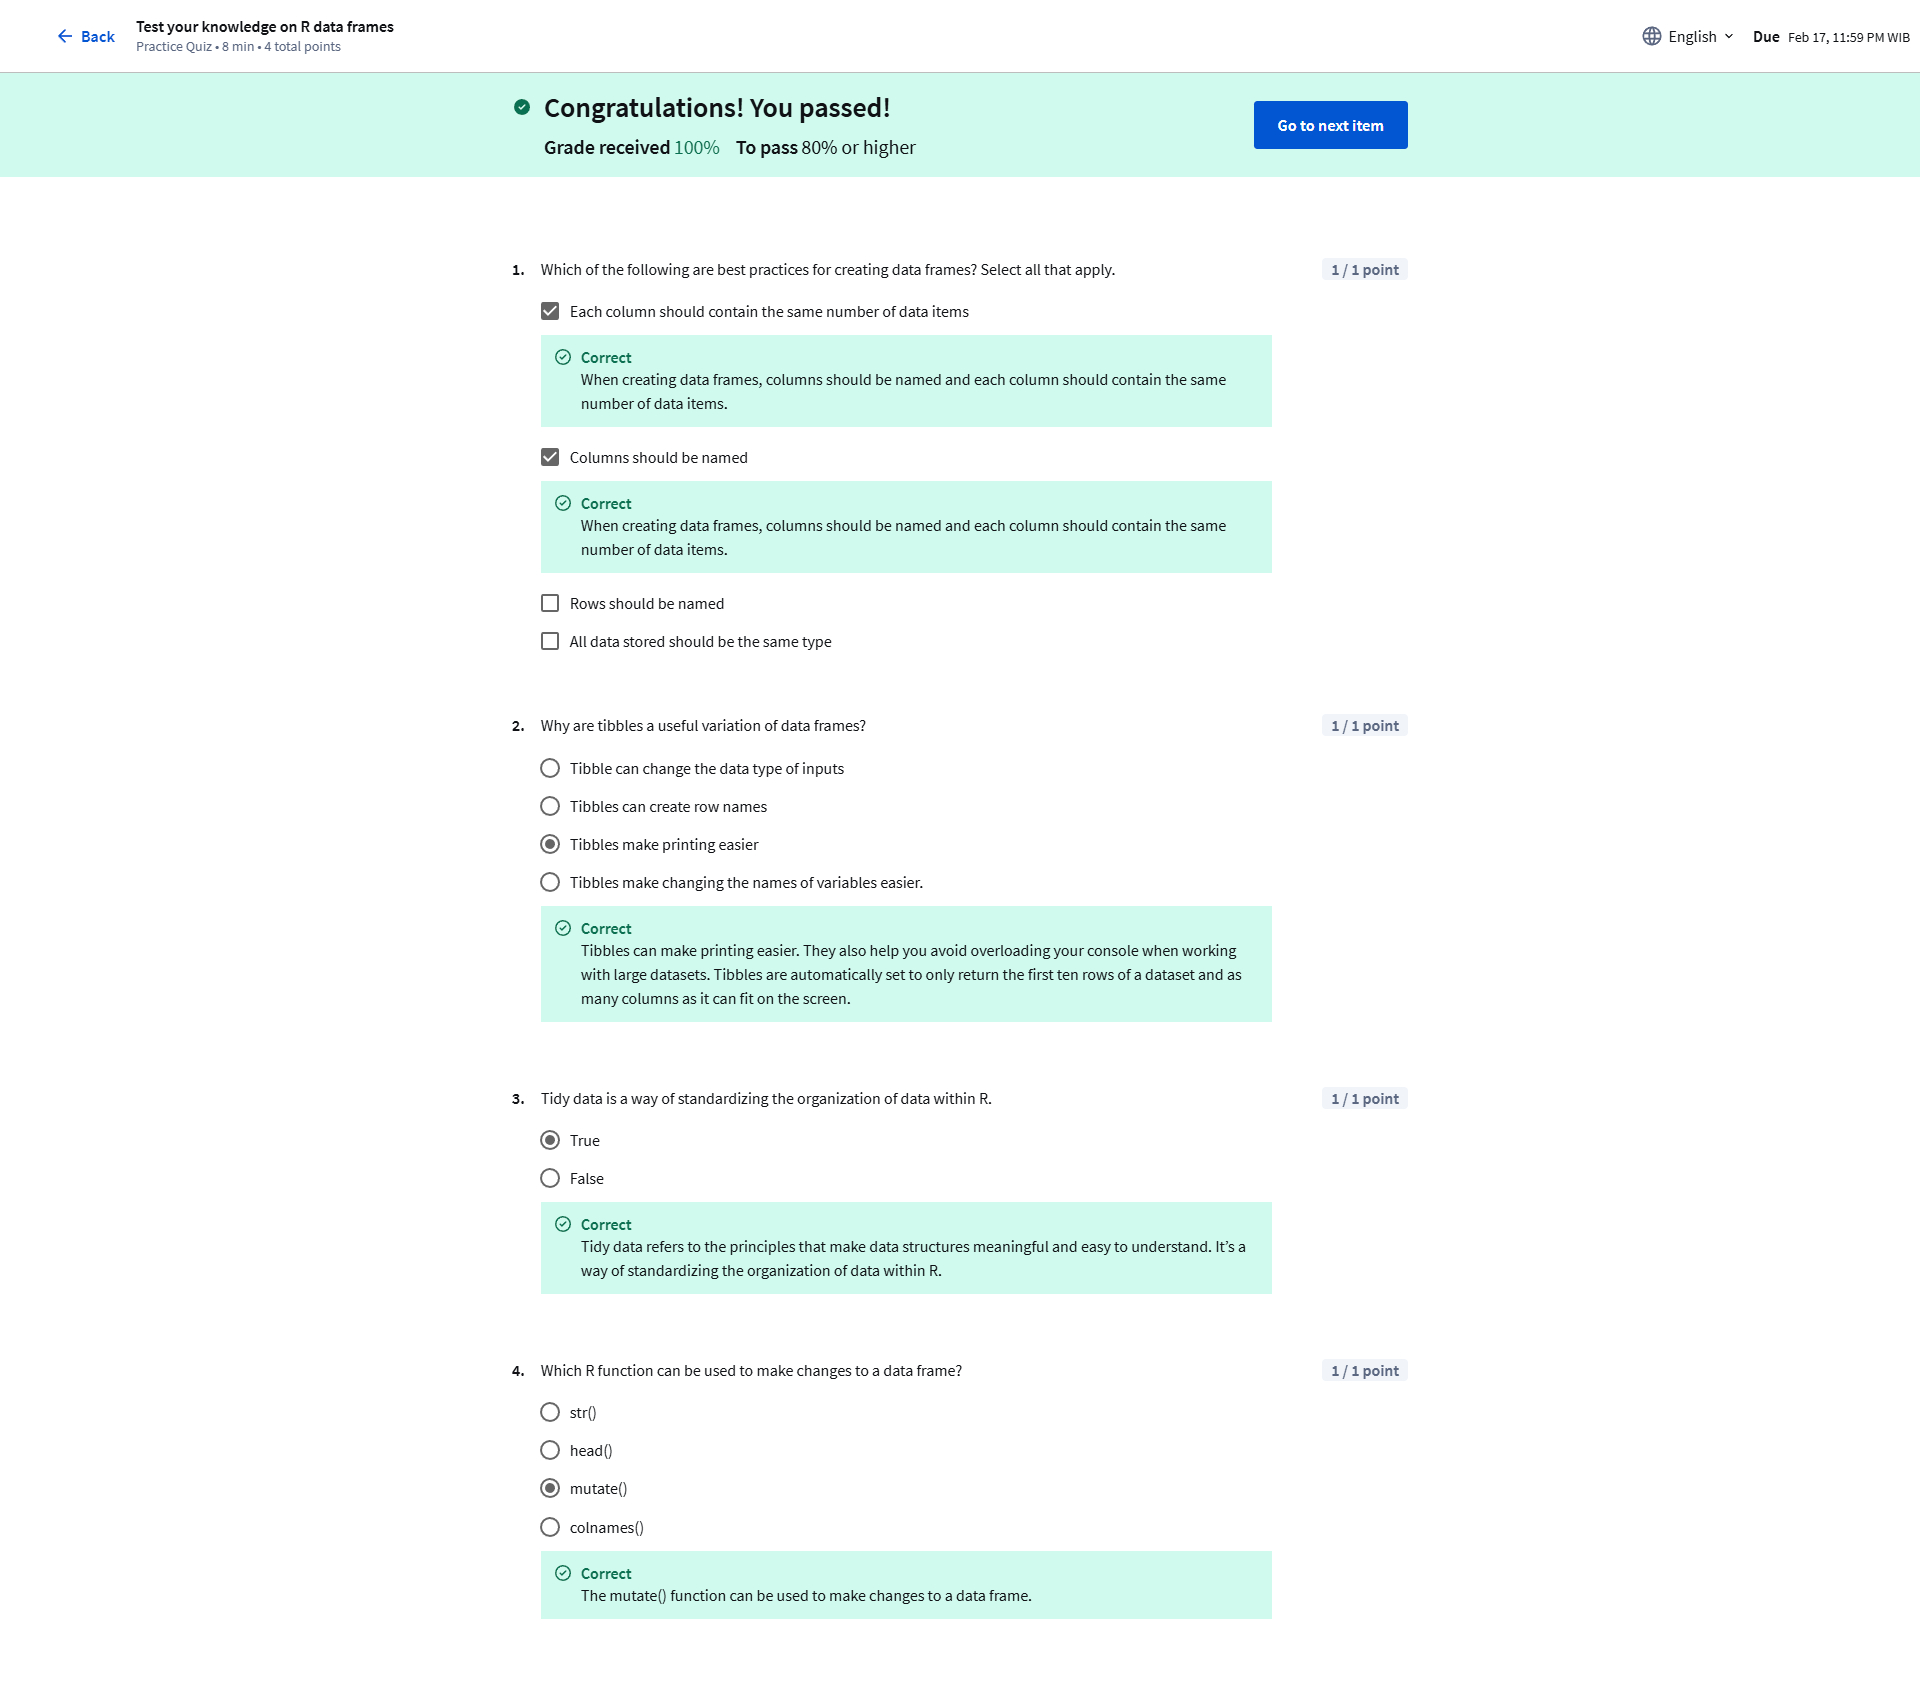 Back
Test your knowledge on R data frames
Practice Quiz • 8 min • 4 total points
English
Due Feb 17, 11:59 PM WIB
Congratulations! You passed!
Grade received 100% To pass 80% or higher
Go to next item
1. Which of the following are best practices for creating data frames? Select all that apply.
1 / 1 point
Each column should contain the same number of data items
Correct
When creating data frames, columns should be named and each column should contain the same
number of data items.
Columns should be named
Correct
When creating data frames, columns should be named and each column should contain the same
number of data items.
Rows should be named
All data stored should be the same type
2. Why are tibbles a useful variation of data frames?
1 / 1 point
Tibble can change the data type of inputs
Tibbles can create row names
Tibbles make printing easier
Tibbles make changing the names of variables easier.
Correct
Tibbles can make printing easier. They also help you avoid overloading your console when working
with large datasets. Tibbles are automatically set to only return the first ten rows of a dataset and as
many columns as it can fit on the screen.
3. Tidy data is a way of standardizing the organization of data within R.
1 / 1 point
True
False
Correct
Tidy data refers to the principles that make data structures meaningful and easy to understand. It’s a
way of standardizing the organization of data within R.
4. Which R function can be used to make changes to a data frame?
1 / 1 point
str()
head()
mutate()
colnames()
Correct
The mutate() function can be used to make changes to a data frame.